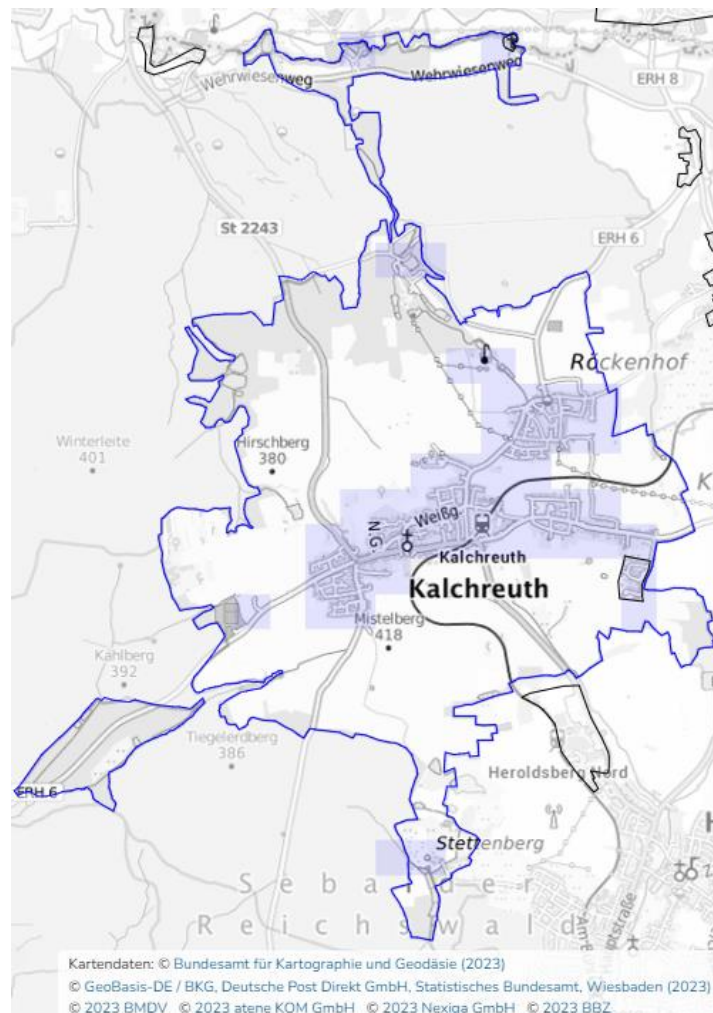 Wehrwiesenweg
Wehrwiesenweg
ERH 8
St 2243
ERH 6
Röckenhof
Winterleite
401
Hirschberg
380
K
N.G.
Weißg
Kalchreuth
Kalchreuth
Mistelberg
418
Kahlberg
392
Tiegelerdberg
386
ERH 6
Heroldsberg Nord
H
Stettenberg
Sebalder
Reichswald
Hauptstraße
Kartendaten: © Bundesamt für Kartographie und Geodäsie (2023)
© GeoBasis-DE / BKG, Deutsche Post Direkt GmbH, Statistisches Bundesamt, Wiesbaden (2023)
© 2023 BMDV © 2023 atene KOM GmbH © 2023 Nexiga GmbH © 2023 BBZ